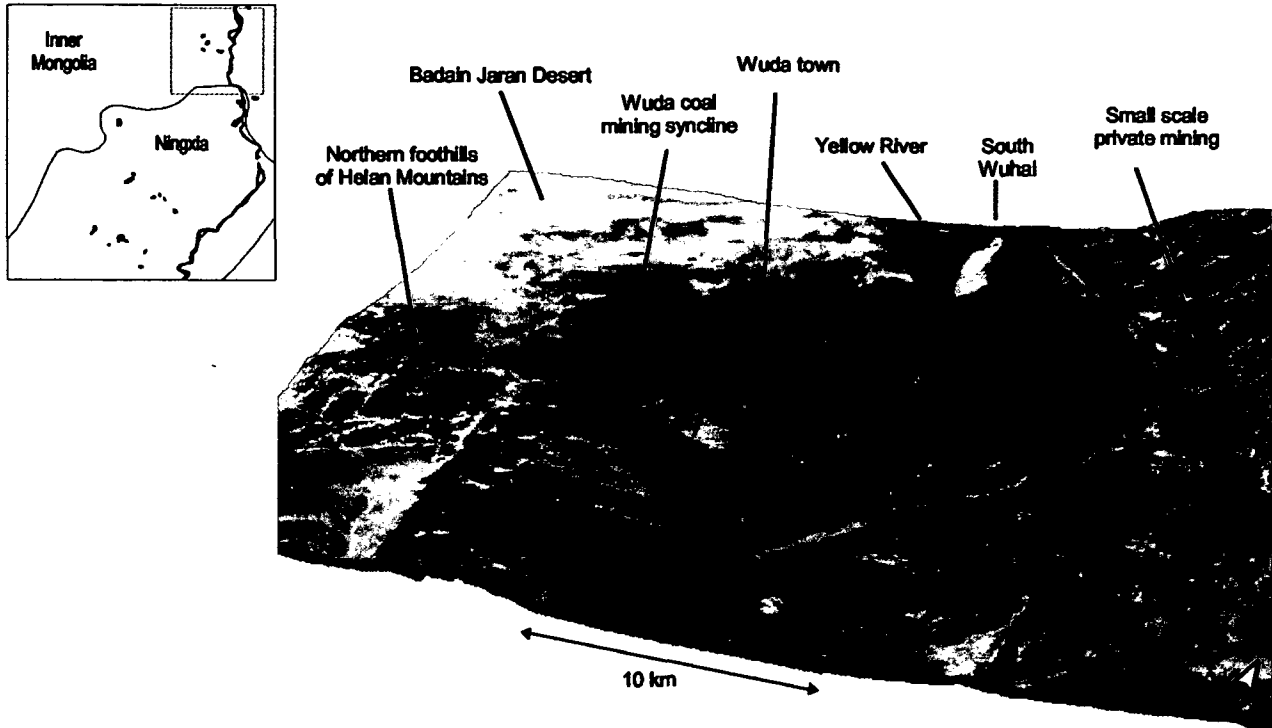 Inner
Mongolia
Ningxia
Badain Jaran Desert
Wuda town
Wuda coal
mining syncline
Northern foothills
of Helan Mountains
Yellow River
South
Wuhai
Small scale
private mining
10 km